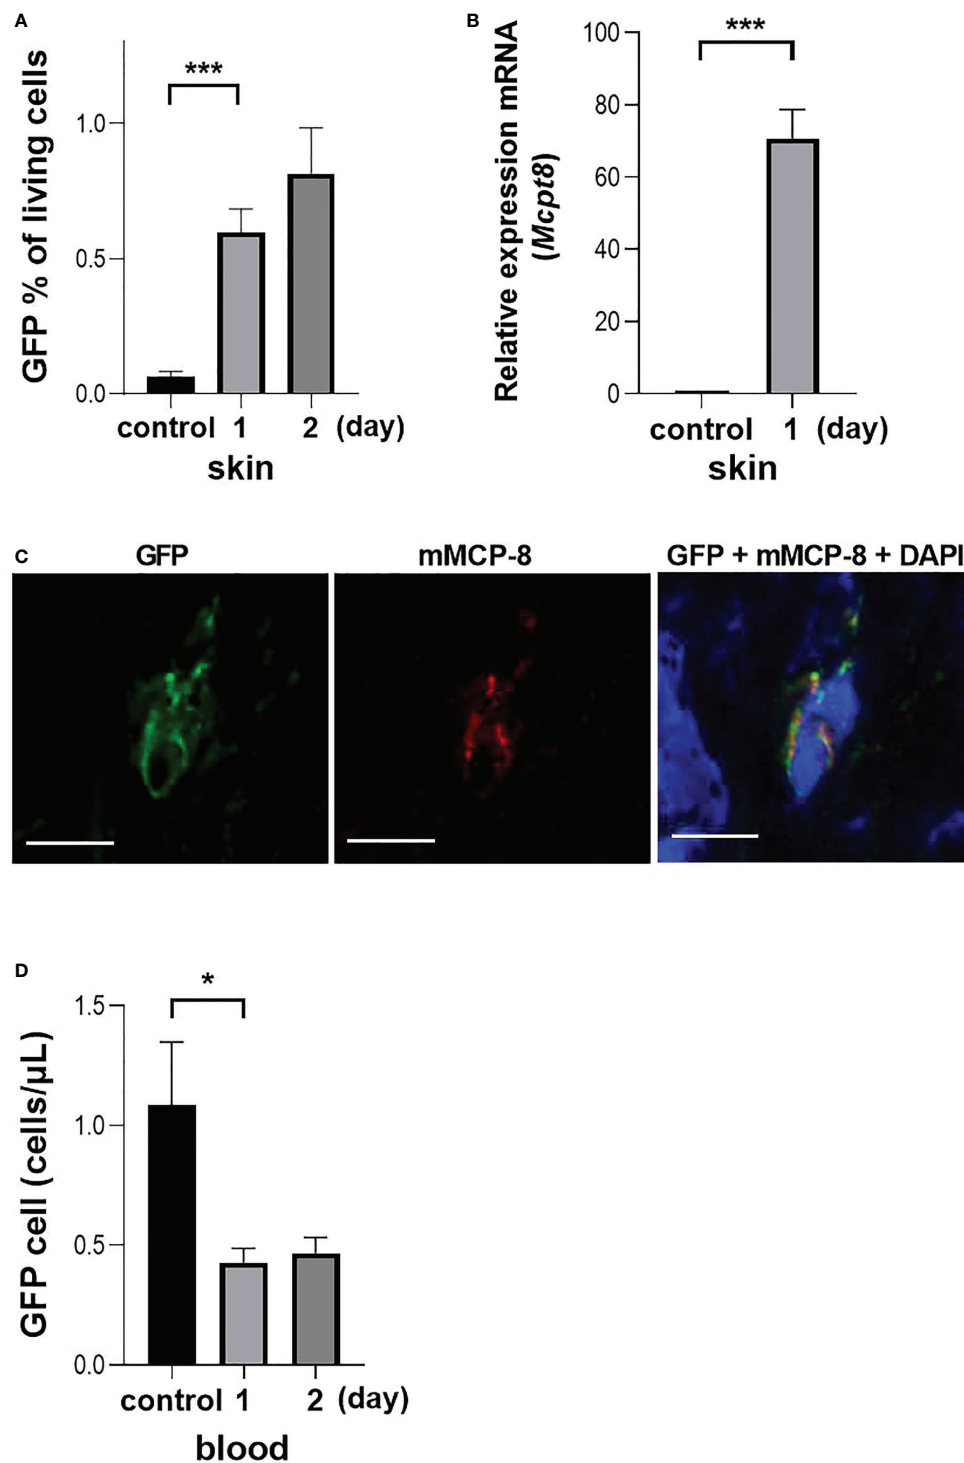 A
GFP % of living cells
***
1.0
0.5
0.0
control 1 2 (day)
skin
B
Relative expression mRNA
(Mcpt8)
***
100
80
60
40
20
0
control 1 (day)
skin
C
GFP
mMCP-8
GFP + mMCP-8 + DAPI
D
GFP cell (cells/µL)
*
1.5
1.0
0.5
0.0
control 1 2 (day)
blood